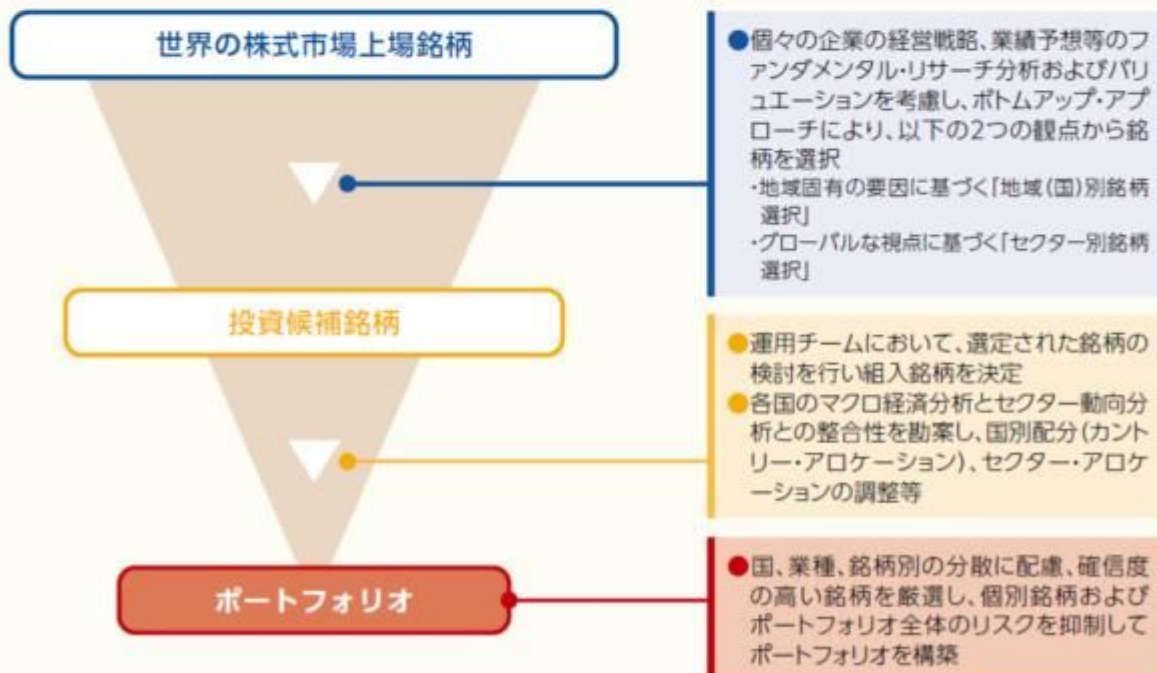 世界の株式市場上場銘柄
●個々の企業の経営戦略、業績予想等のフ
ァンダメンタル・リサーチ分析およびバリ
ュエーションを考慮し、ボトムアップ・アプ
ローチにより、以下の2つの観点から銘
柄を選択
・地域固有の要因に基づく「地域(国)別銘柄
選択」
・グローバルな視点に基づく「セクター別銘柄
選択」
投資候補銘柄
●運用チームにおいて、選定された銘柄の
検討を行い組入銘柄を決定
●各国のマクロ経済分析とセクター動向分
析との整合性を勘案し、国別配分(カント
リー・アロケーション)、セクター・アロケ
ーションの調整等
ポートフォリオ
●国、業種、銘柄別の分散に配慮、確信度
の高い銘柄を厳選し、個別銘柄および
ポートフォリオ全体のリスクを抑制して
ポートフォリオを構築